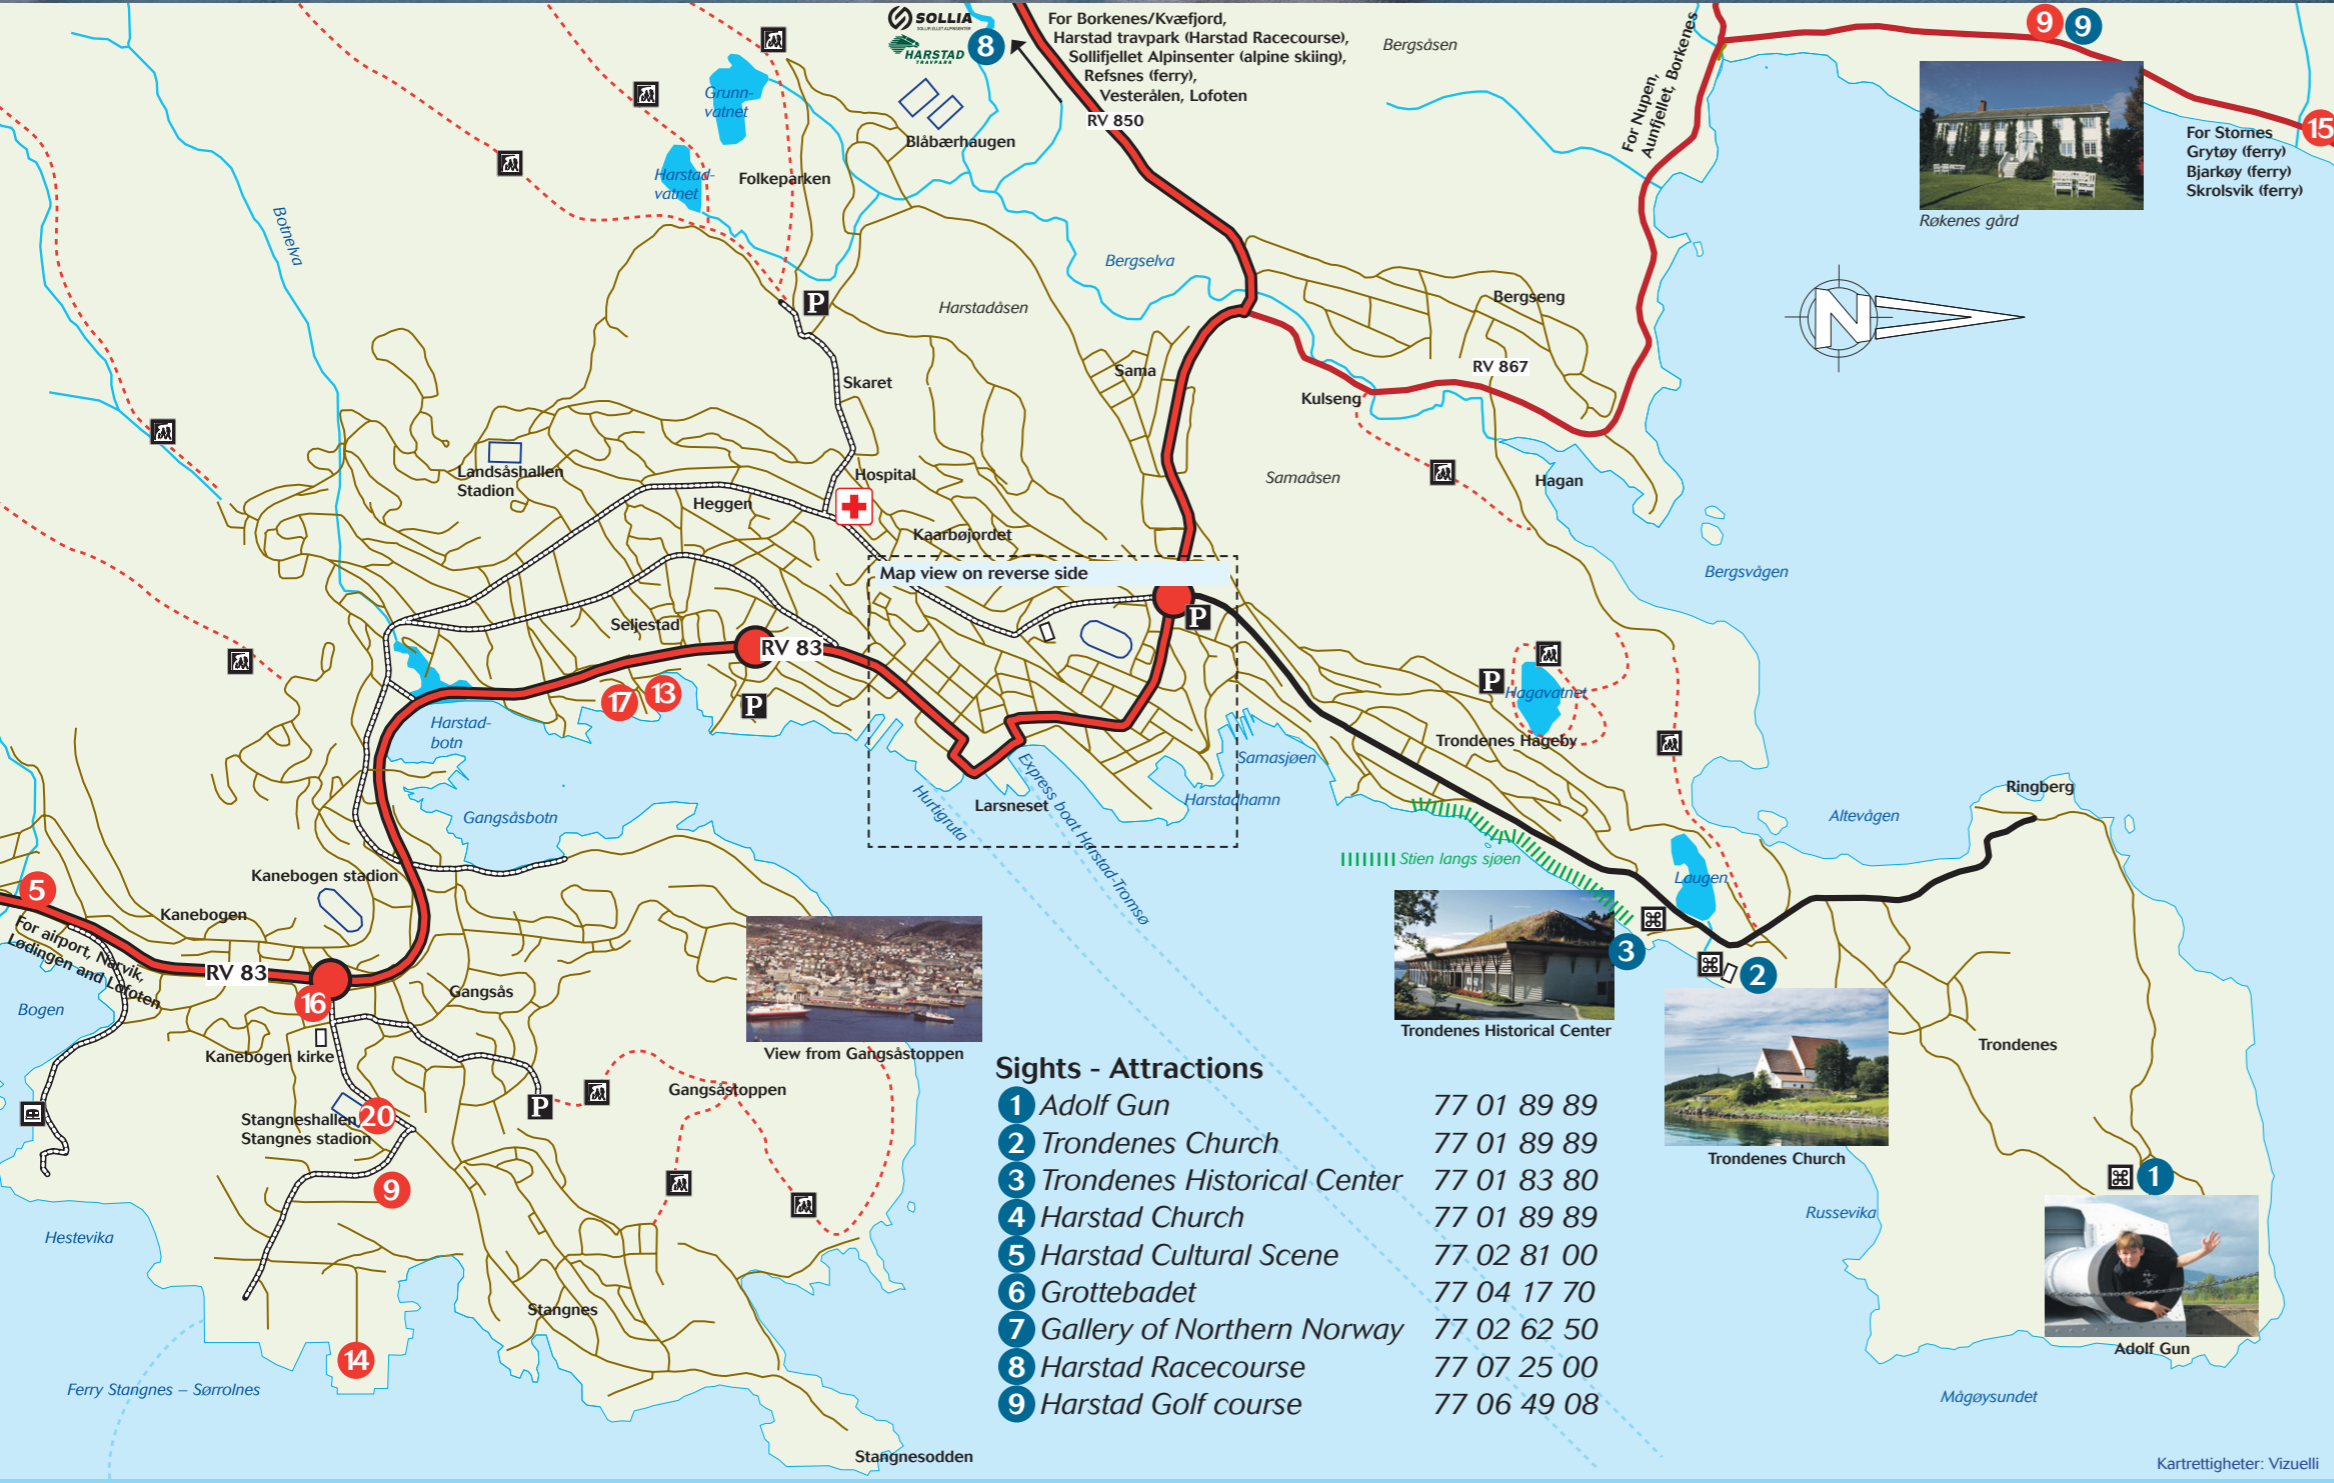 SOLLIA
HARSTAD
TRAVPARK
8
For Borkenes/Kvæfjord,
Harstad travpark (Harstad Racecourse),
Sollifjellet Alpinsenter (alpine skiing),
Refsnes (ferry),
Vesterålen, Lofoten
RV 850
Bergsåsen
For Nupen,
Aunfjellet, Borkenes
9
9
15
For Stornes
Grytøy (ferry)
Bjarkøy (ferry)
Skrolsvik (ferry)
Røkenes gård
Grunn-
vatnet
Harstad-
vatnet
Folkeparken
Blåbærhaugen
Botnelva
Bergselva
Harstadåsen
P
Bergseng
N
Skaret
Sama
RV 867
Kulseng
Landsåshallen
Stadion
Heggen
Hospital
Samaåsen
Hagan
Kaarbøjordet
Map view on reverse side
Bergsvågen
P
Seljestad
RV 83
17
13
P
P
Hagavatnet
Trondenes Hageby
Harstad-
botn
Samasjøen
Harstadhamn
Larsneset
Hurtigruta
Express boat Harstad-Tromsø
Gangsåsbotn
Ringberg
Altevågen
Stien langs sjøen
Laugen
Kanebogen stadion
5
Kanebogen
For airport, Narvik,
Lødingen and Lofoten
RV 83
16
Gangsås
Bogen
Kanebogen kirke
View from Gangsåstoppen
3
Trondenes Historical Center
2
Trondenes Church
Trondenes
Gangsåstoppen
P
Stangneshallen
Stangnes stadion
20
9
Hestevika
Stangnes
14
Ferry Stangnes – Sørrolnes
Stangnesodden
Sights - Attractions
1 Adolf Gun 77 01 89 89
2 Trondenes Church 77 01 89 89
3 Trondenes Historical Center 77 01 83 80
4 Harstad Church 77 01 89 89
5 Harstad Cultural Scene 77 02 81 00
6 Grottebadet 77 04 17 70
7 Gallery of Northern Norway 77 02 62 50
8 Harstad Racecourse 77 07 25 00
9 Harstad Golf course 77 06 49 08
1
Russevika
Adolf Gun
Mågøysundet
Kartrettigheter: Vizuelli